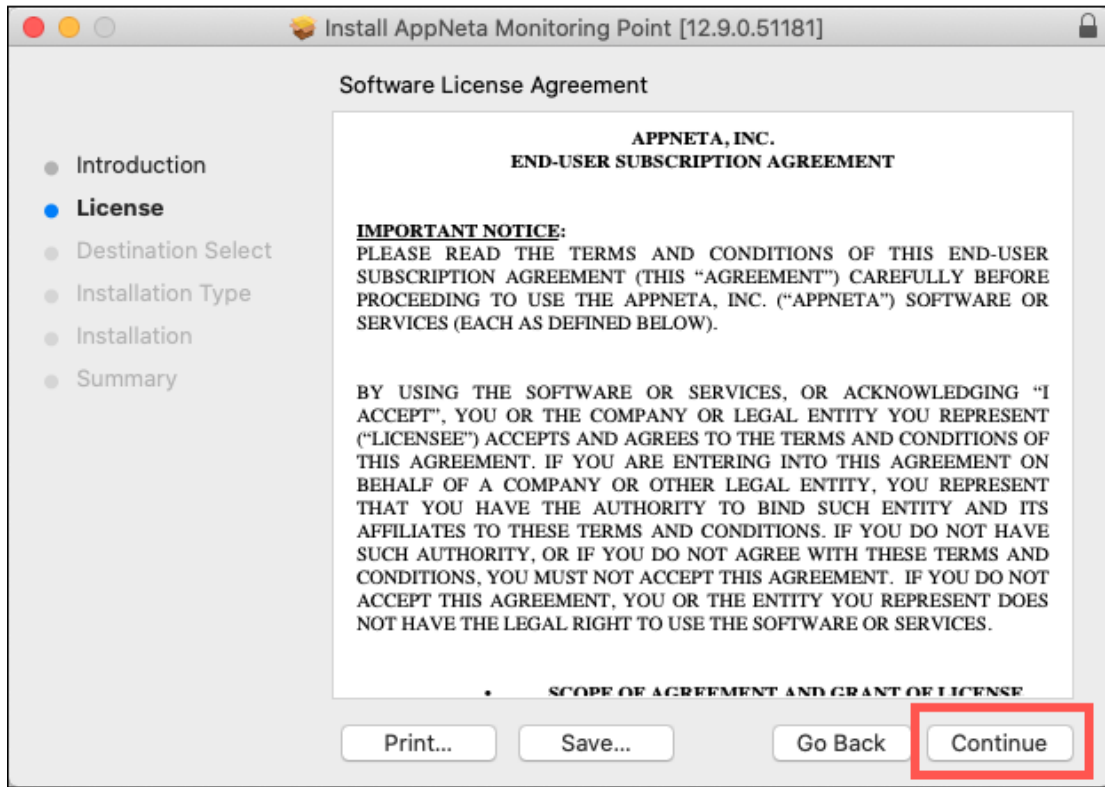 Install AppNeta Monitoring Point [12.9.0.51181]
Software License Agreement
Introduction
License
Destination Select
Installation Type
Installation
Summary
APPNETA, INC.
END-USER SUBSCRIPTION AGREEMENT
IMPORTANT NOTICE:
PLEASE READ THE TERMS AND CONDITIONS OF THIS END-USER
SUBSCRIPTION AGREEMENT (THIS “AGREEMENT”) CAREFULLY BEFORE
PROCEEDING TO USE THE APPNETA, INC. (“APPNETA”) SOFTWARE OR
SERVICES (EACH AS DEFINED BELOW).
BY USING THE SOFTWARE OR SERVICES, OR ACKNOWLEDGING “I
ACCEPT”, YOU OR THE COMPANY OR LEGAL ENTITY YOU REPRESENT
(“LICENSEE”) ACCEPTS AND AGREES TO THE TERMS AND CONDITIONS OF
THIS AGREEMENT. IF YOU ARE ENTERING INTO THIS AGREEMENT ON
BEHALF OF A COMPANY OR OTHER LEGAL ENTITY, YOU REPRESENT
THAT YOU HAVE THE AUTHORITY TO BIND SUCH ENTITY AND ITS
AFFILIATES TO THESE TERMS AND CONDITIONS. IF YOU DO NOT HAVE
SUCH AUTHORITY, OR IF YOU DO NOT AGREE WITH THESE TERMS AND
CONDITIONS, YOU MUST NOT ACCEPT THIS AGREEMENT. IF YOU DO NOT
ACCEPT THIS AGREEMENT, YOU OR THE ENTITY YOU REPRESENT DOES
NOT HAVE THE LEGAL RIGHT TO USE THE SOFTWARE OR SERVICES.
• SCOPE OF AGREEMENT AND GRANT OF LICENSE
Print...
Save...
Go Back
Continue